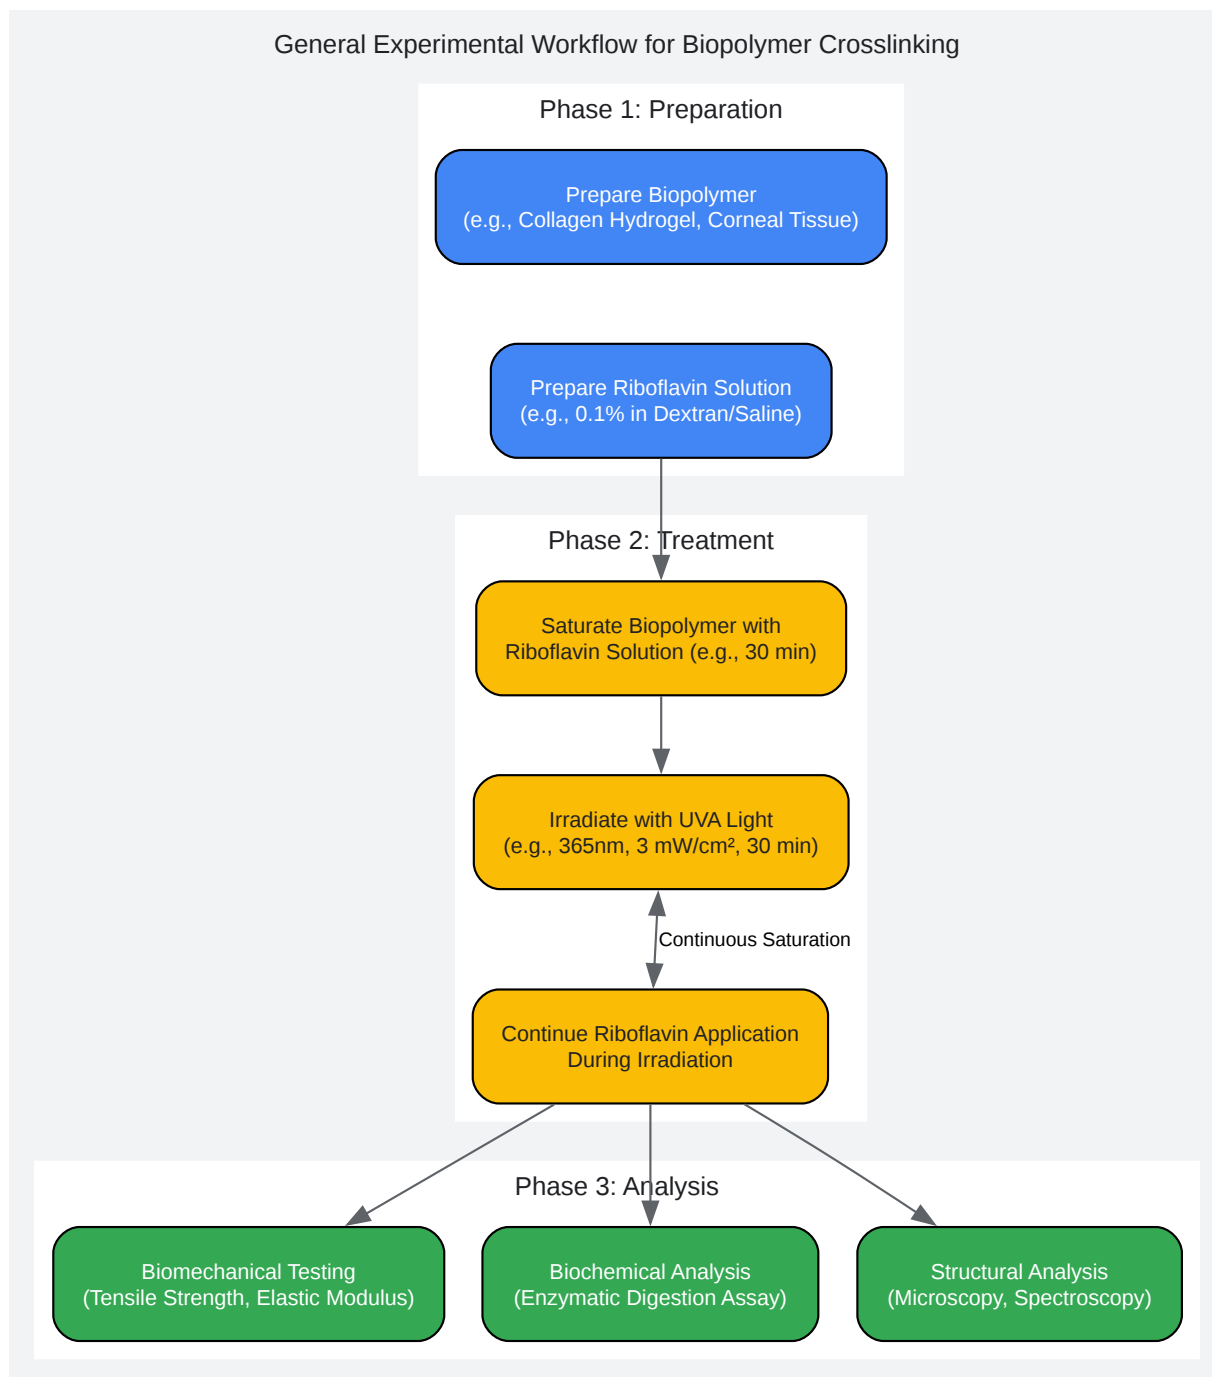 General Experimental Workflow for Biopolymer Crosslinking
Phase 1: Preparation
Prepare Biopolymer
(e.g., Collagen Hydrogel, Corneal Tissue)
Prepare Riboflavin Solution
(e.g., 0.1% in Dextran/Saline)
Phase 2: Treatment
Saturate Biopolymer with
Riboflavin Solution (e.g., 30 min)
Irradiate with UVA Light
(e.g., 365nm, 3 mW/cm², 30 min)
Continuous Saturation
Continue Riboflavin Application
During Irradiation
Phase 3: Analysis
Biomechanical Testing
(Tensile Strength, Elastic Modulus)
Biochemical Analysis
(Enzymatic Digestion Assay)
Structural Analysis
(Microscopy, Spectroscopy)